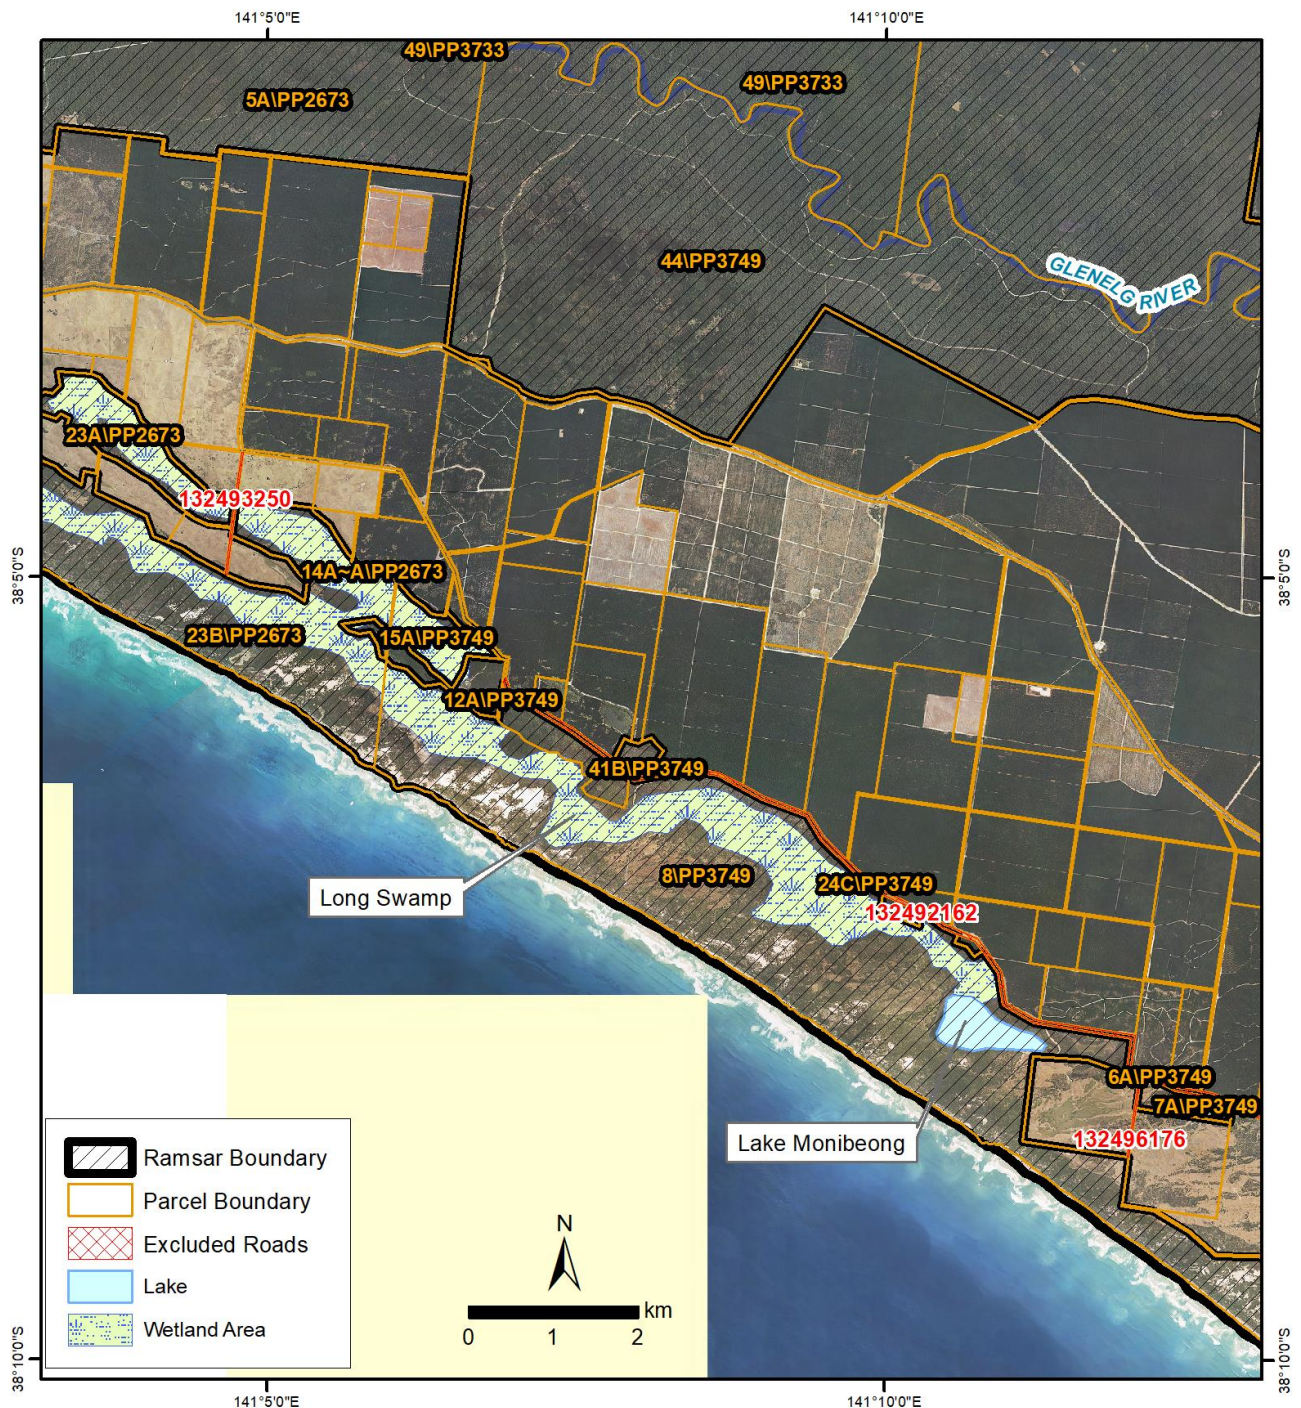 141°5'0"E
141°10'0"E
49\PP3733
49\PP3733
5A\PP2673
44\PP3749
GLENELG RIVER
23A\PP2673
132493250
14A~A\PP2673
38°5'0"S
38°5'0"S
23B\PP2673
15A\PP3749
12A\PP3749
41B\PP3749
8\PP3749
24C\PP3749
Long Swamp
132492162
6A\PP3749
7A\PP3749
Lake Monibeong
132496176
Ramsar Boundary
Parcel Boundary
Excluded Roads
Lake
Wetland Area
N
km
0 1 2
38°10'0"S
38°10'0"S
141°5'0"E
141°10'0"E